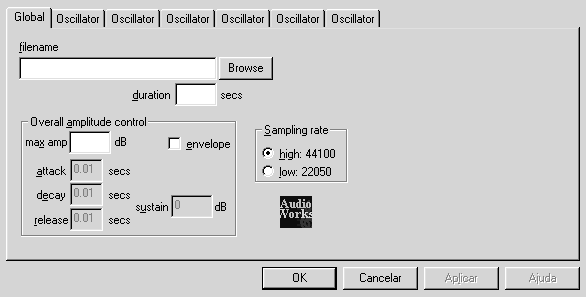 Global Oscillator Oscillator Oscillator Oscillator Oscillator Oscillator
filename
Browse
duration secs
Overall amplitude control
max amp dB envelope
attack 0.01 secs
decay 0.01 secs
release 0.01 secs
sustain 0 dB
Sampling rate
high: 44100
low: 22050
Audio
Works
OK Cancelar Aplicar Ajuda